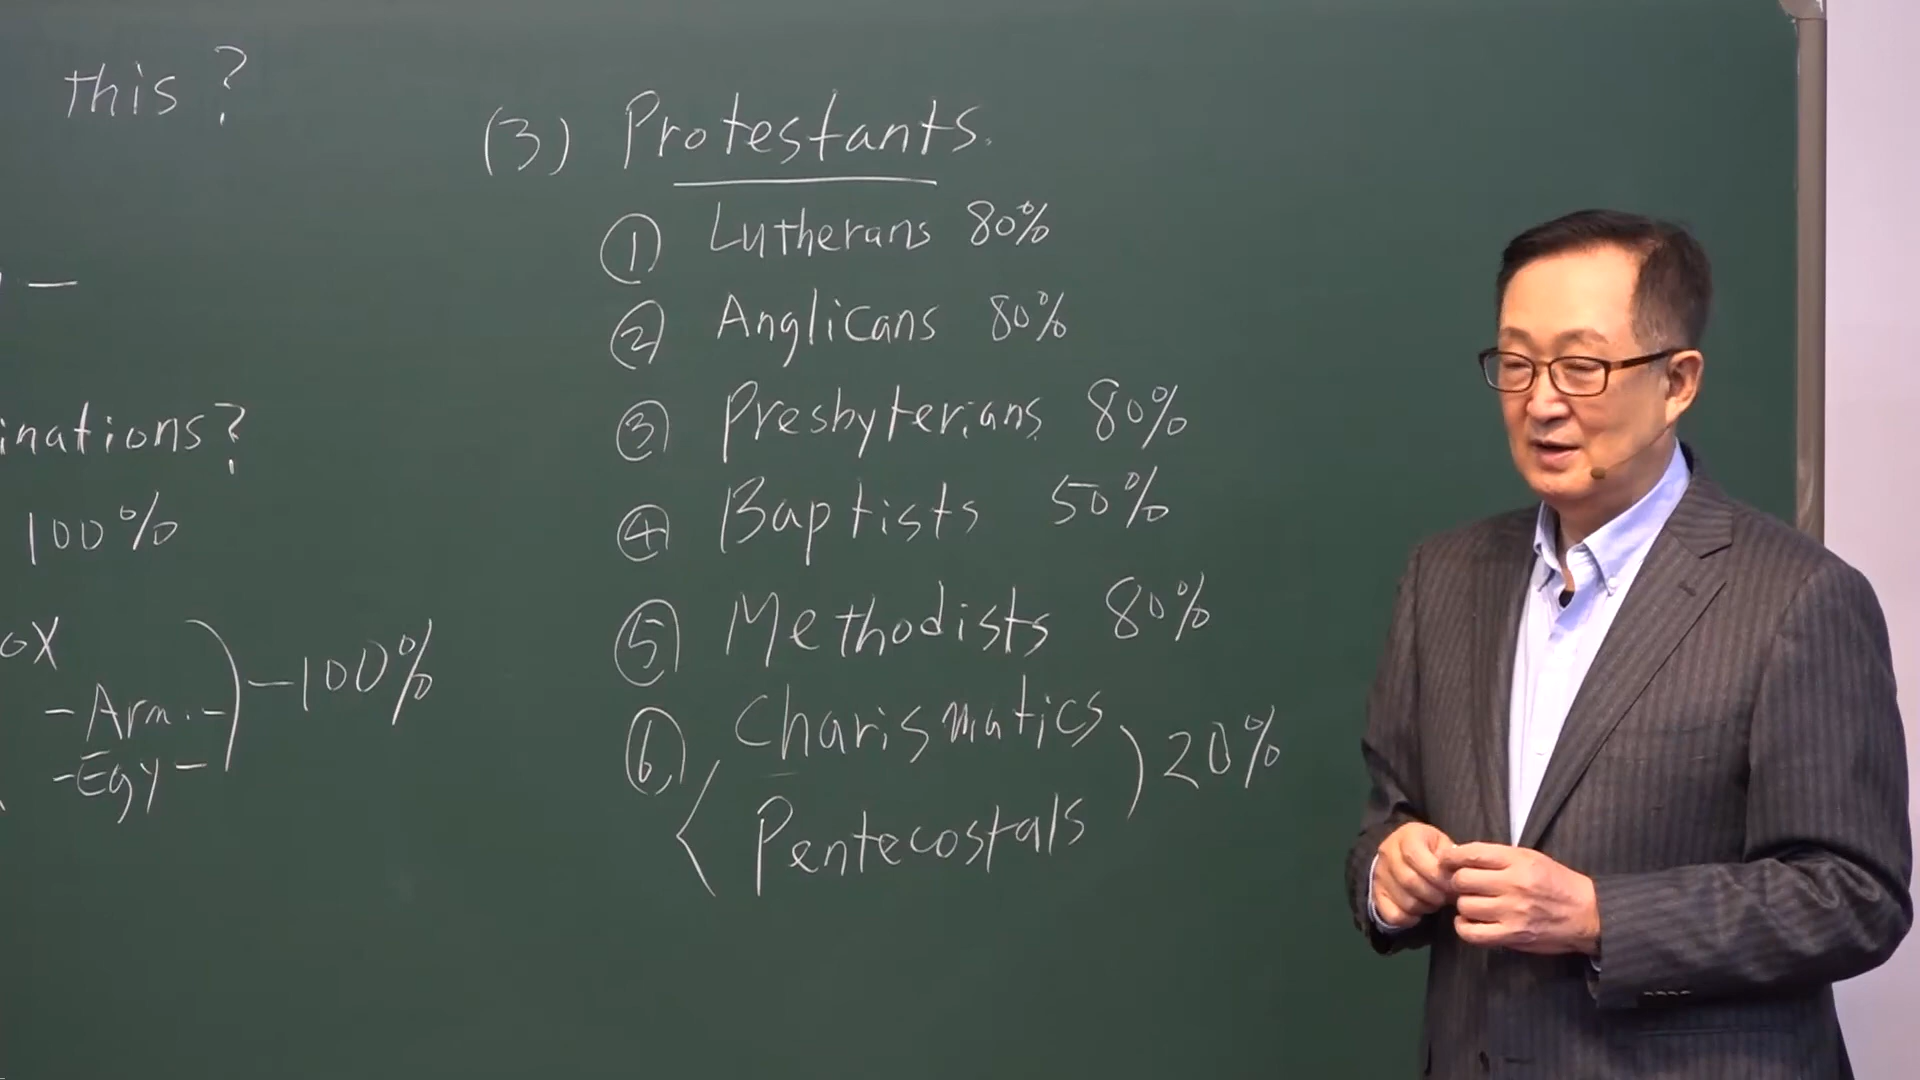 this?
inations?
100%
ox
-Arm.-
-Egy-
-100%
(3) Protestants.
① Lutherans 80%
② Anglicans 80%
③ Presbyterians 80%
④ Baptists 50%
⑤ Methodists 80%
⑥ Charismatics
Pentecostals
20%